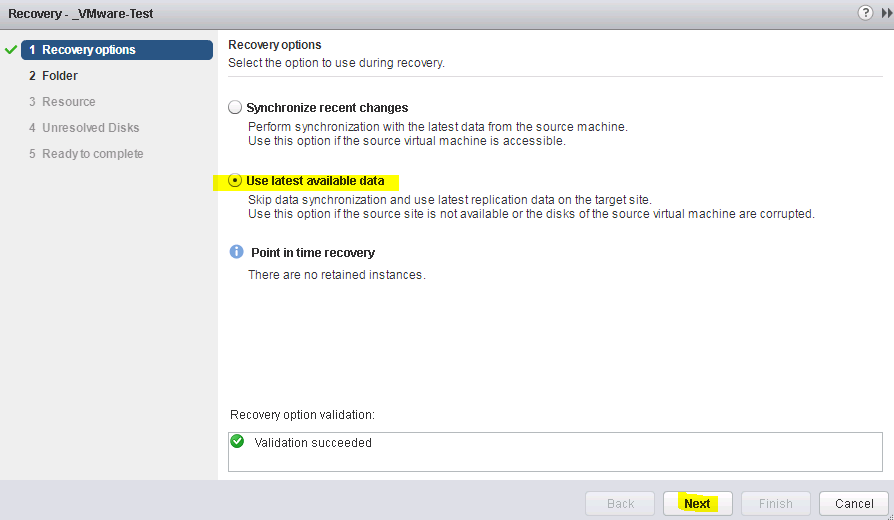 Recovery - _VMware-Test
?
1 Recovery options
2 Folder
3 Resource
4 Unresolved Disks
5 Ready to complete
Recovery options
Select the option to use during recovery.
Synchronize recent changes
Perform synchronization with the latest data from the source machine.
Use this option if the source virtual machine is accessible.
Use latest available data
Skip data synchronization and use latest replication data on the target site.
Use this option if the source site is not available or the disks of the source virtual machine are corrupted.
Point in time recovery
There are no retained instances.
Recovery option validation:
Validation succeeded
Back
Next
Finish
Cancel